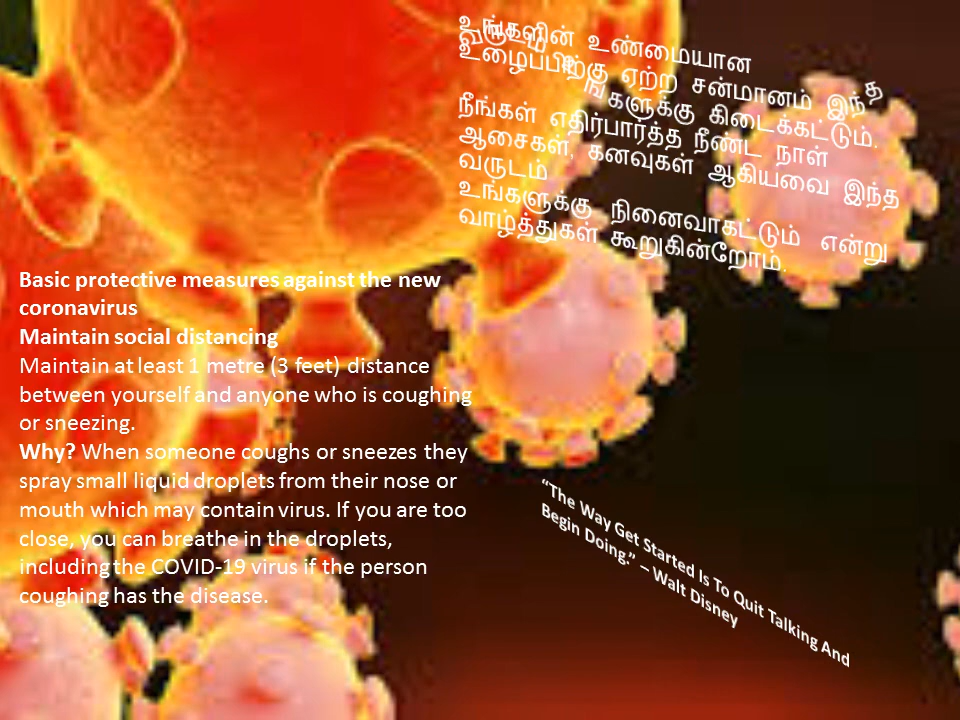 உங்களின் உண்மையான
உழைப்பிற்கு ஏற்ற சன்மானம் இந்த
வருடம் உங்களுக்கு கிடைக்கட்டும்.
நீங்கள் எதிர்பார்த்த நீண்ட நாள்
ஆசைகள், கனவுகள் ஆகியவை இந்த
வருடம்
உங்களுக்கு நினைவாகட்டும் என்று
வாழ்த்துகள் கூறுகின்றோம்.
Basic protective measures against the new
coronavirus
Maintain social distancing
Maintain at least 1 metre (3 feet) distance
between yourself and anyone who is coughing
or sneezing.
Why? When someone coughs or sneezes they
spray small liquid droplets from their nose or
mouth which may contain virus. If you are too
close, you can breathe in the droplets,
including the COVID-19 virus if the person
coughing has the disease.
“The Way Get Started Is To Quit Talking And
Begin Doing.” – Walt Disney